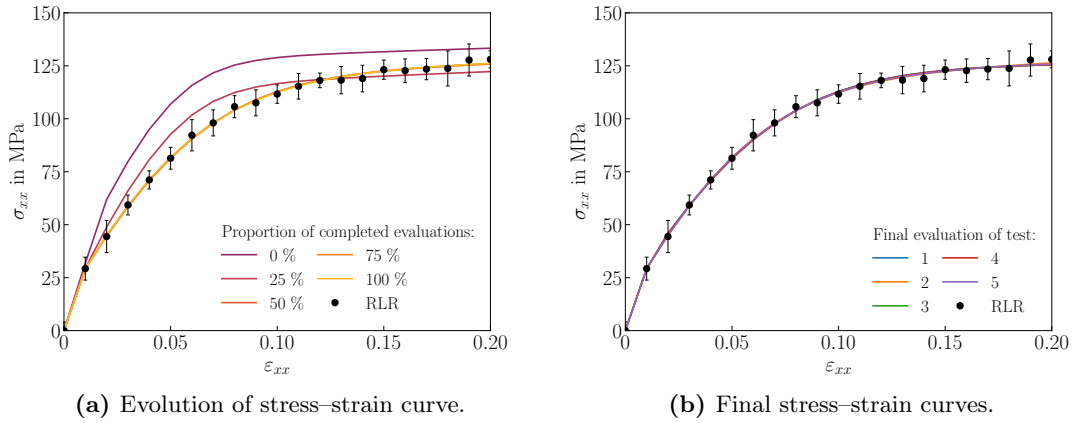 150
125
100
75
50
25
0
σxx in MPa
Proportion of completed evaluations:
0 % 75 %
25 % 100 %
50 % RLR
0 0.05 0.10 0.15 0.20
εxx
(a) Evolution of stress–strain curve.
150
125
100
75
50
25
0
σxx in MPa
Final evaluation of test:
1 4
2 5
3 RLR
0 0.05 0.10 0.15 0.20
εxx
(b) Final stress–strain curves.